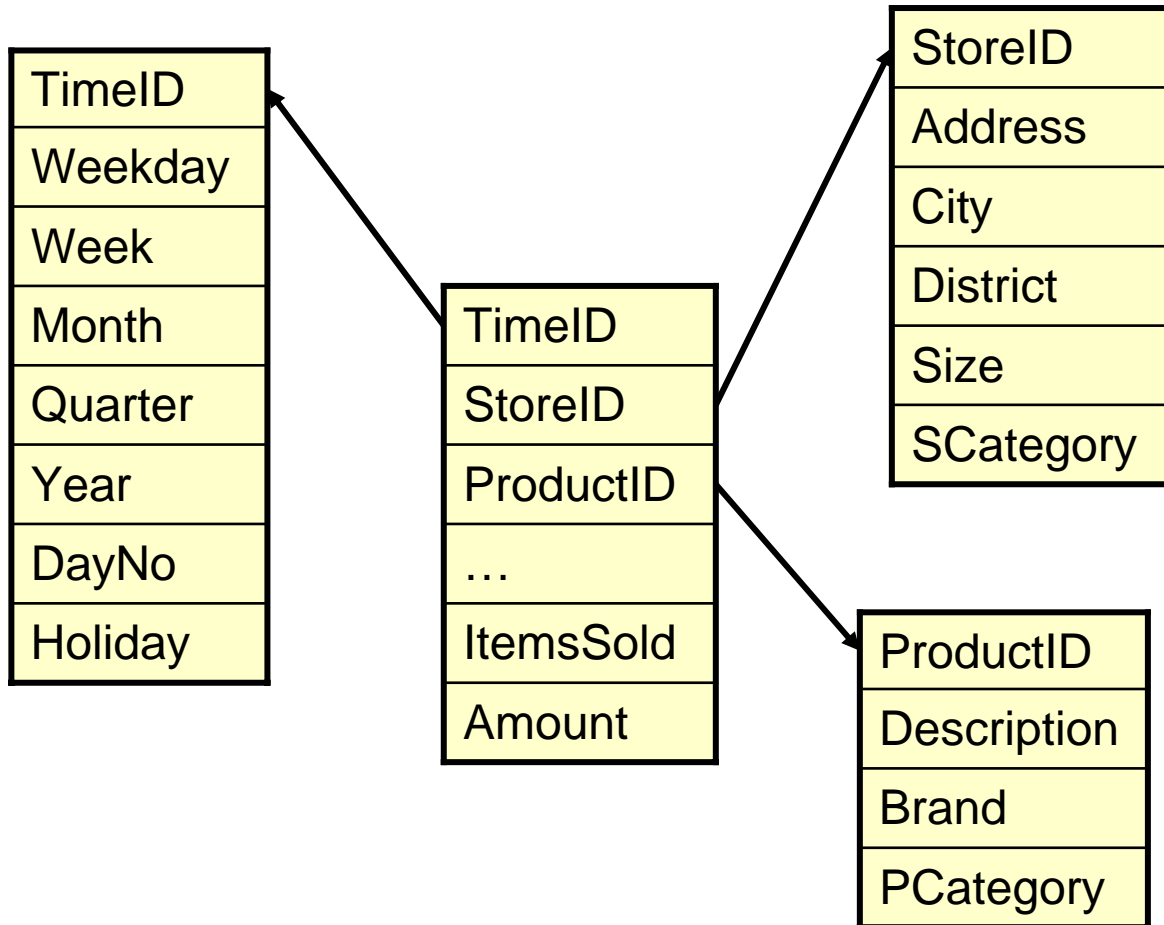 TimeID
Weekday
Week
Month
Quarter
Year
DayNo
Holiday
TimeID
StoreID
ProductID
…
ItemsSold
Amount
StoreID
Address
City
District
Size
SCategory
ProductID
Description
Brand
PCategory